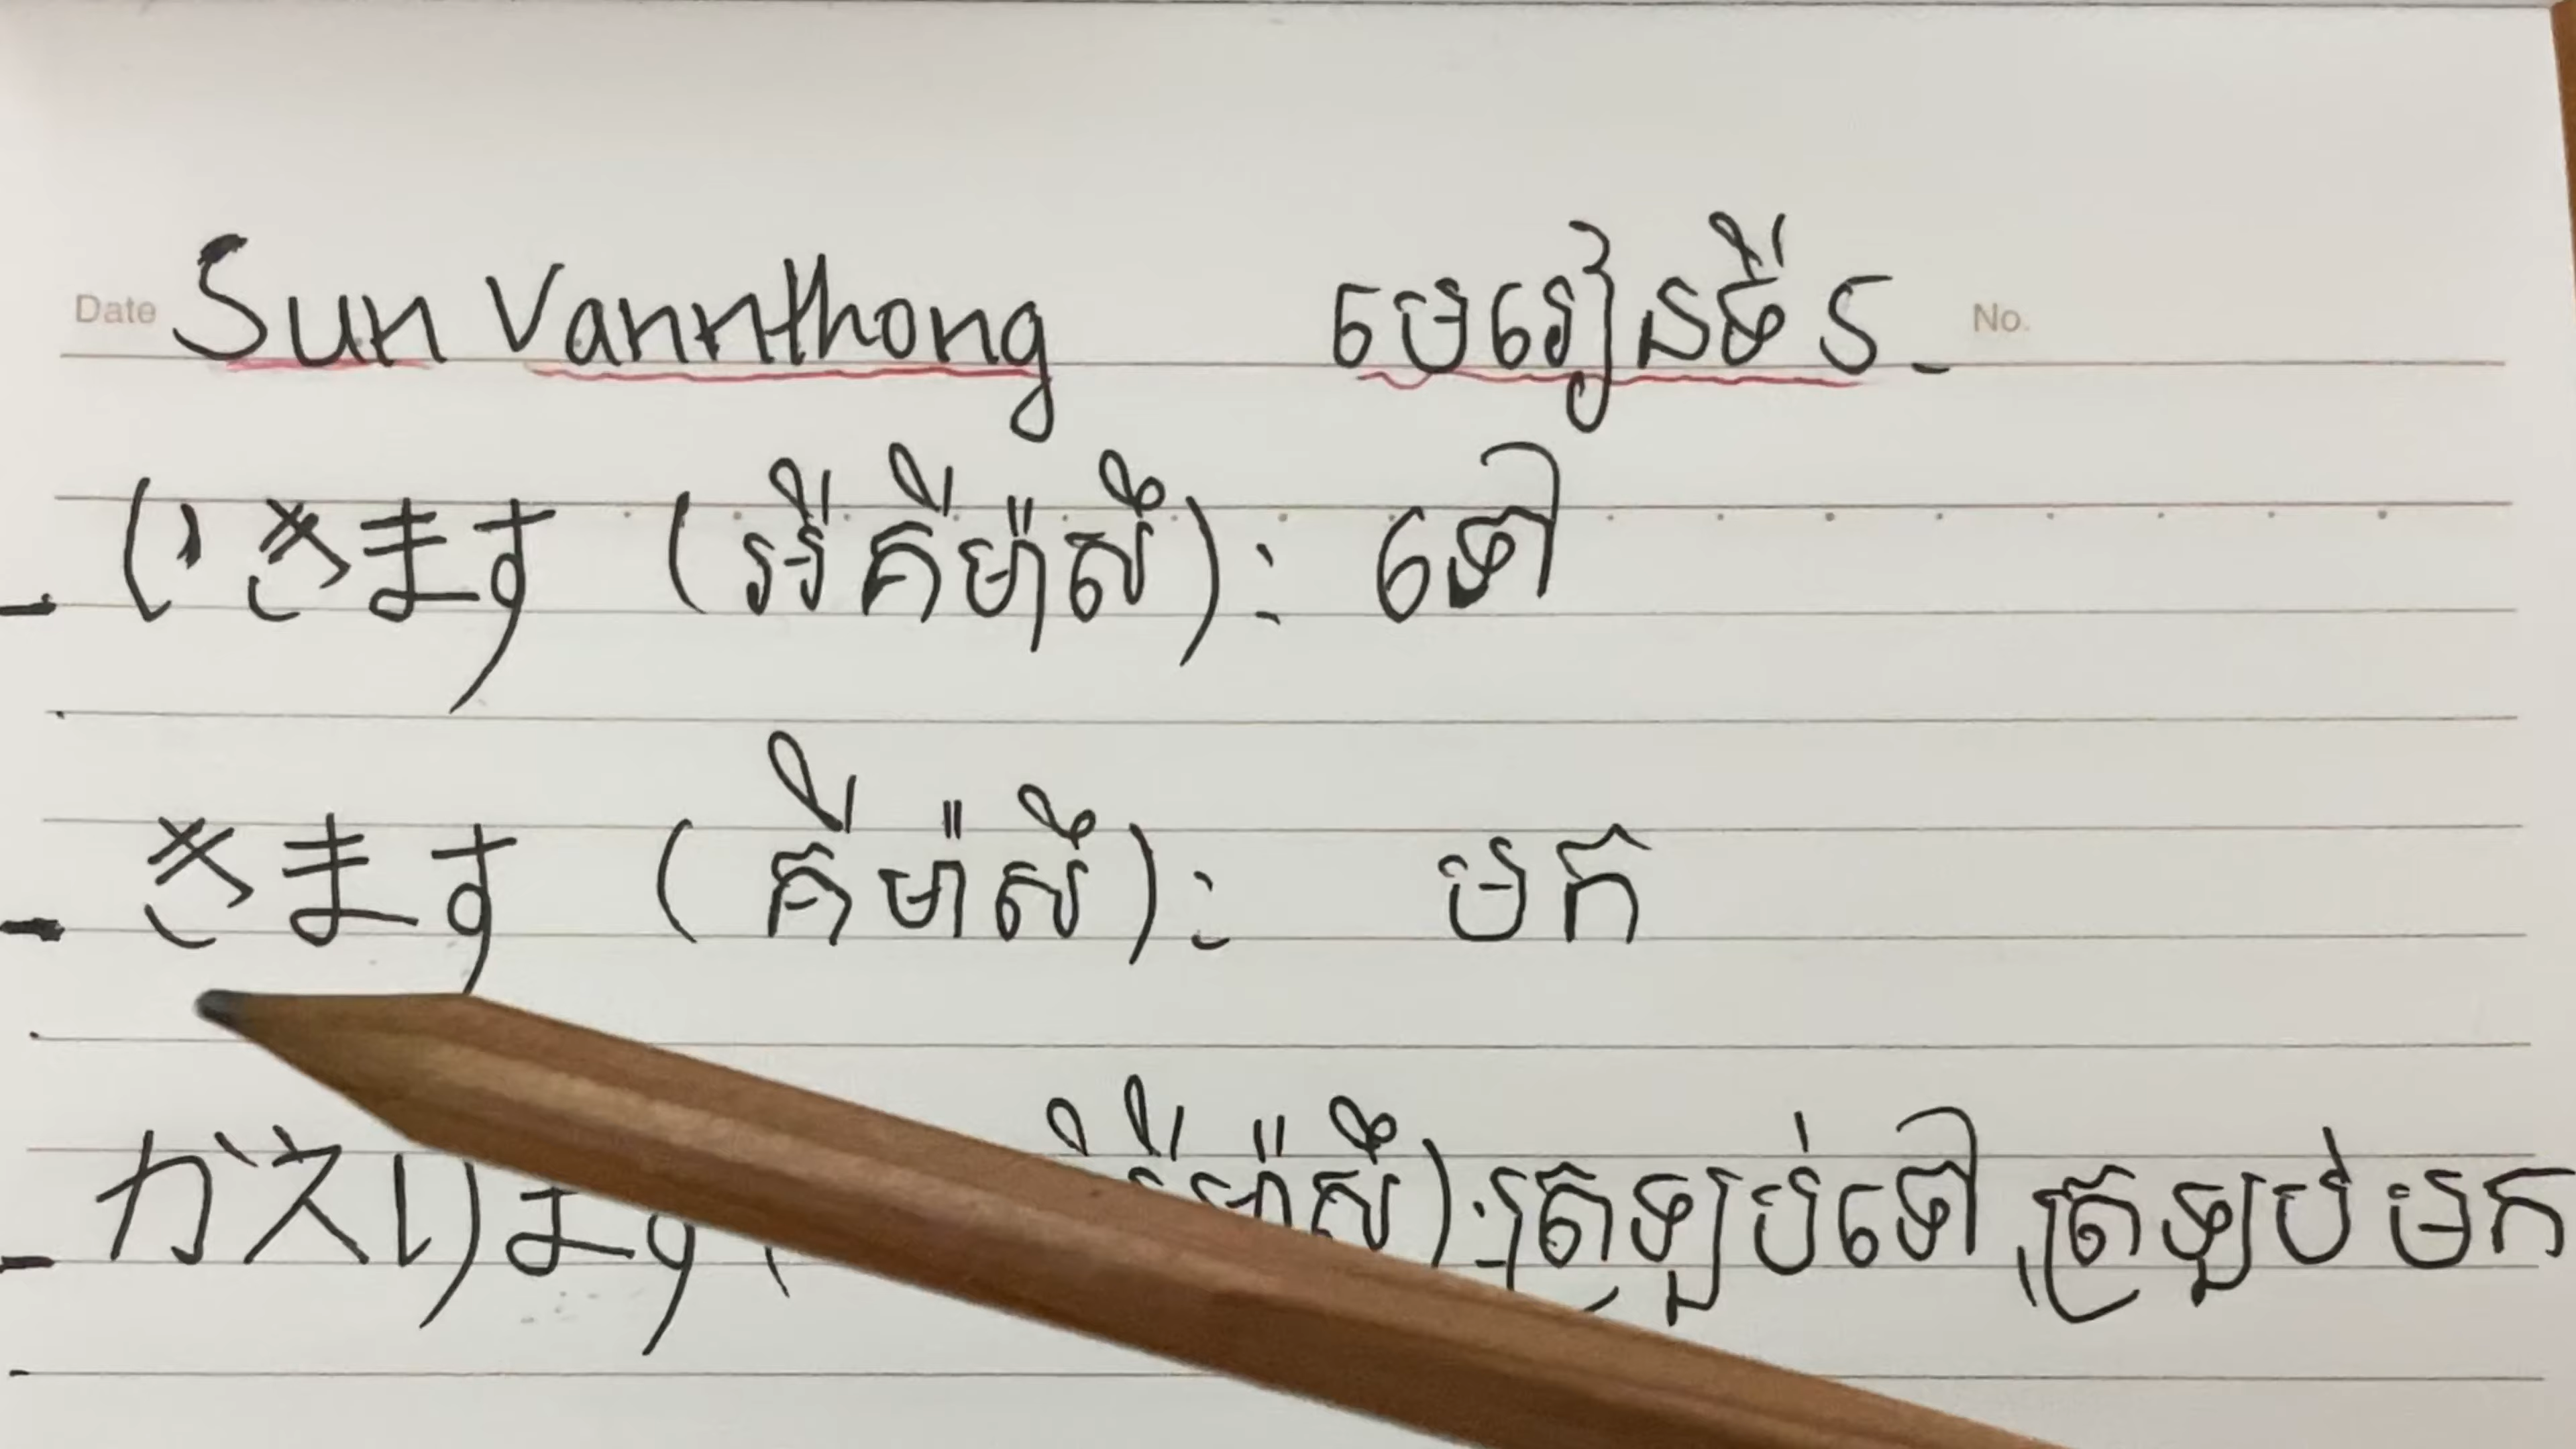 Date Sun Vannthong មេរៀនទី 5 No.
- いきます (អ៊ីគីម៉ាស៊ឹ) : ទៅ
- きます (គីម៉ាស៊ឹ) : មក
- かえります ( ម៉ាស៊ឹ) : ត្រឡប់ទៅ, ត្រឡប់មក